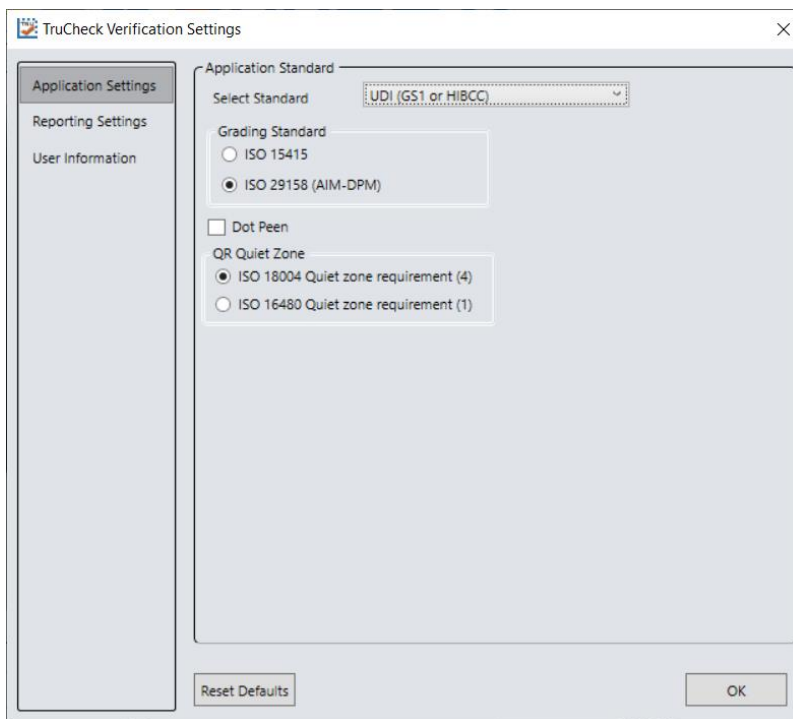 TruCheck Verification Settings
Application Settings
Reporting Settings
User Information
Application Standard
Select Standard UDI (GS1 or HIBCC)
Grading Standard
ISO 15415
ISO 29158 (AIM-DPM)
Dot Peen
QR Quiet Zone
ISO 18004 Quiet zone requirement (4)
ISO 16480 Quiet zone requirement (1)
Reset Defaults
OK